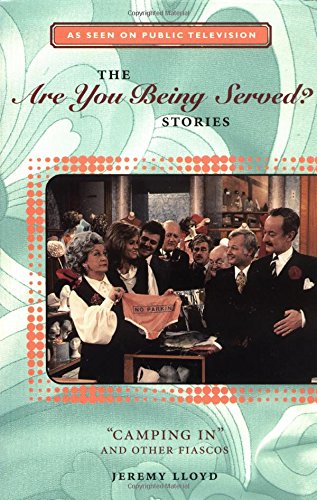 AS SEEN ON PUBLIC TELEVISION
THE
Are You Being Served?
STORIES
NO PARKING
"CAMPING IN"
AND OTHER FIASCOS
JEREMY LLOYD